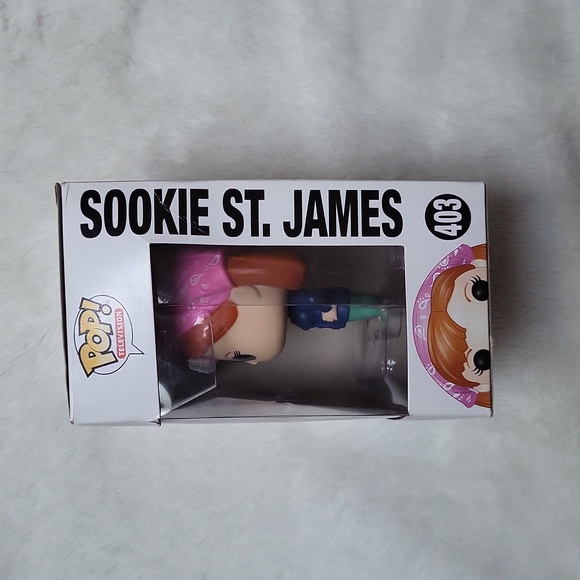 SOOKIE ST. JAMES
403
POP!
TELEVISION